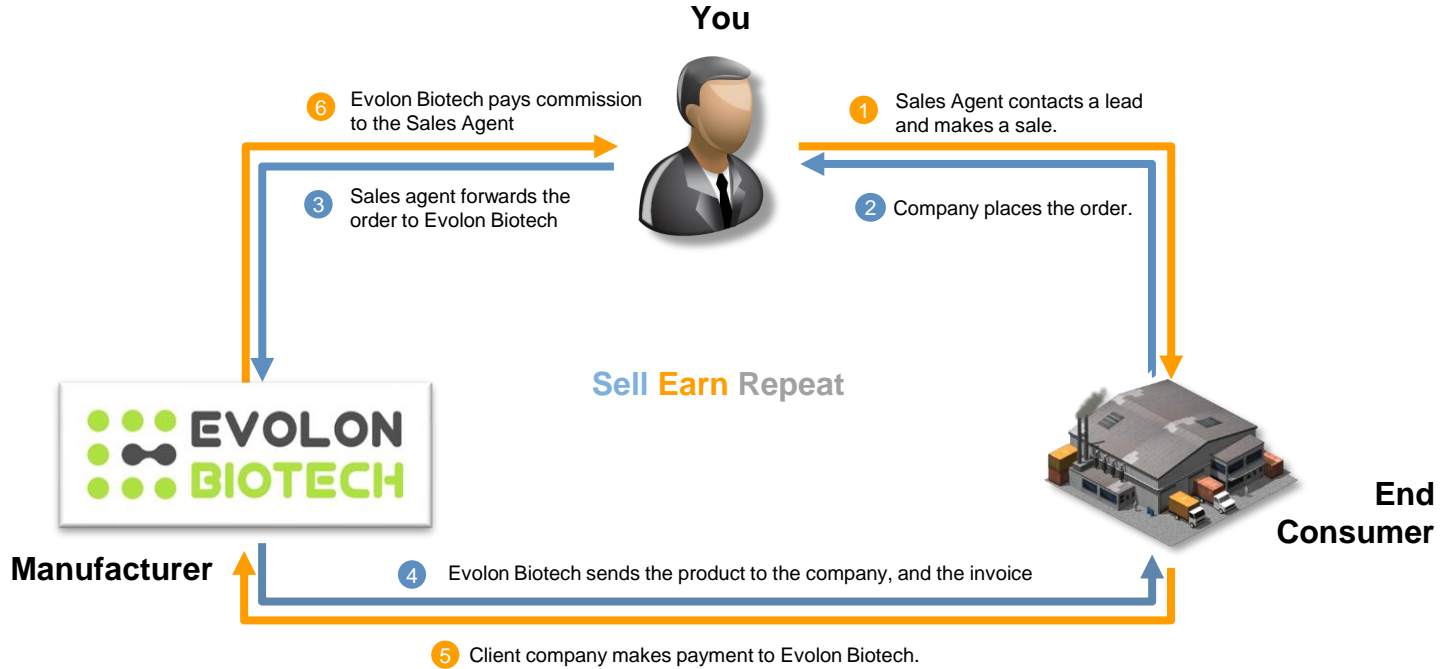 You
6
Evolon Biotech pays commission
to the Sales Agent
1
Sales Agent contacts a lead
and makes a sale.
3
Sales agent forwards the
order to Evolon Biotech
2
Company places the order.
Sell Earn Repeat
EVOLON
BIOTECH
End
Consumer
Manufacturer
4
Evolon Biotech sends the product to the company, and the invoice
5
Client company makes payment to Evolon Biotech.